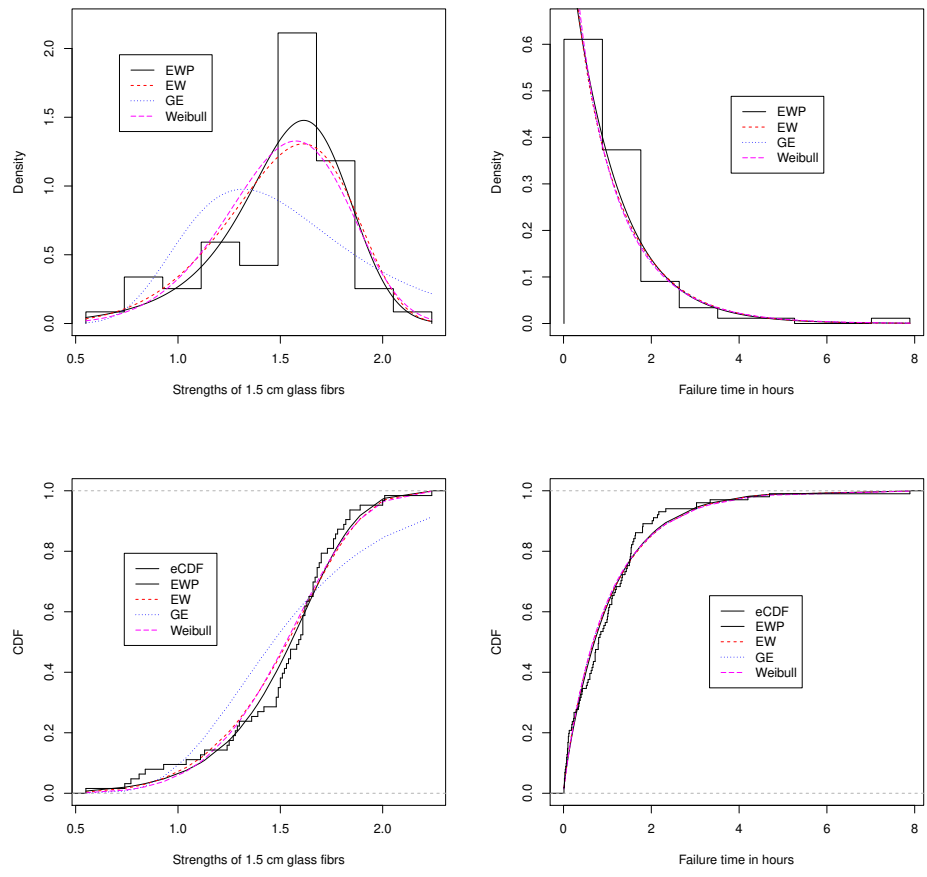 Density
0.0 0.5 1.0 1.5 2.0
EWP
EW
GE
Weibull
0.5 1.0 1.5 2.0
Strengths of 1.5 cm glass fibrs
Density
0.0 0.1 0.2 0.3 0.4 0.5 0.6
EWP
EW
GE
Weibull
0 2 4 6 8
Failure time in hours
CDF
0.0 0.2 0.4 0.6 0.8 1.0
eCDF
EWP
EW
GE
Weibull
0.5 1.0 1.5 2.0
Strengths of 1.5 cm glass fibrs
CDF
0.0 0.2 0.4 0.6 0.8 1.0
eCDF
EWP
EW
GE
Weibull
0 2 4 6 8
Failure time in hours